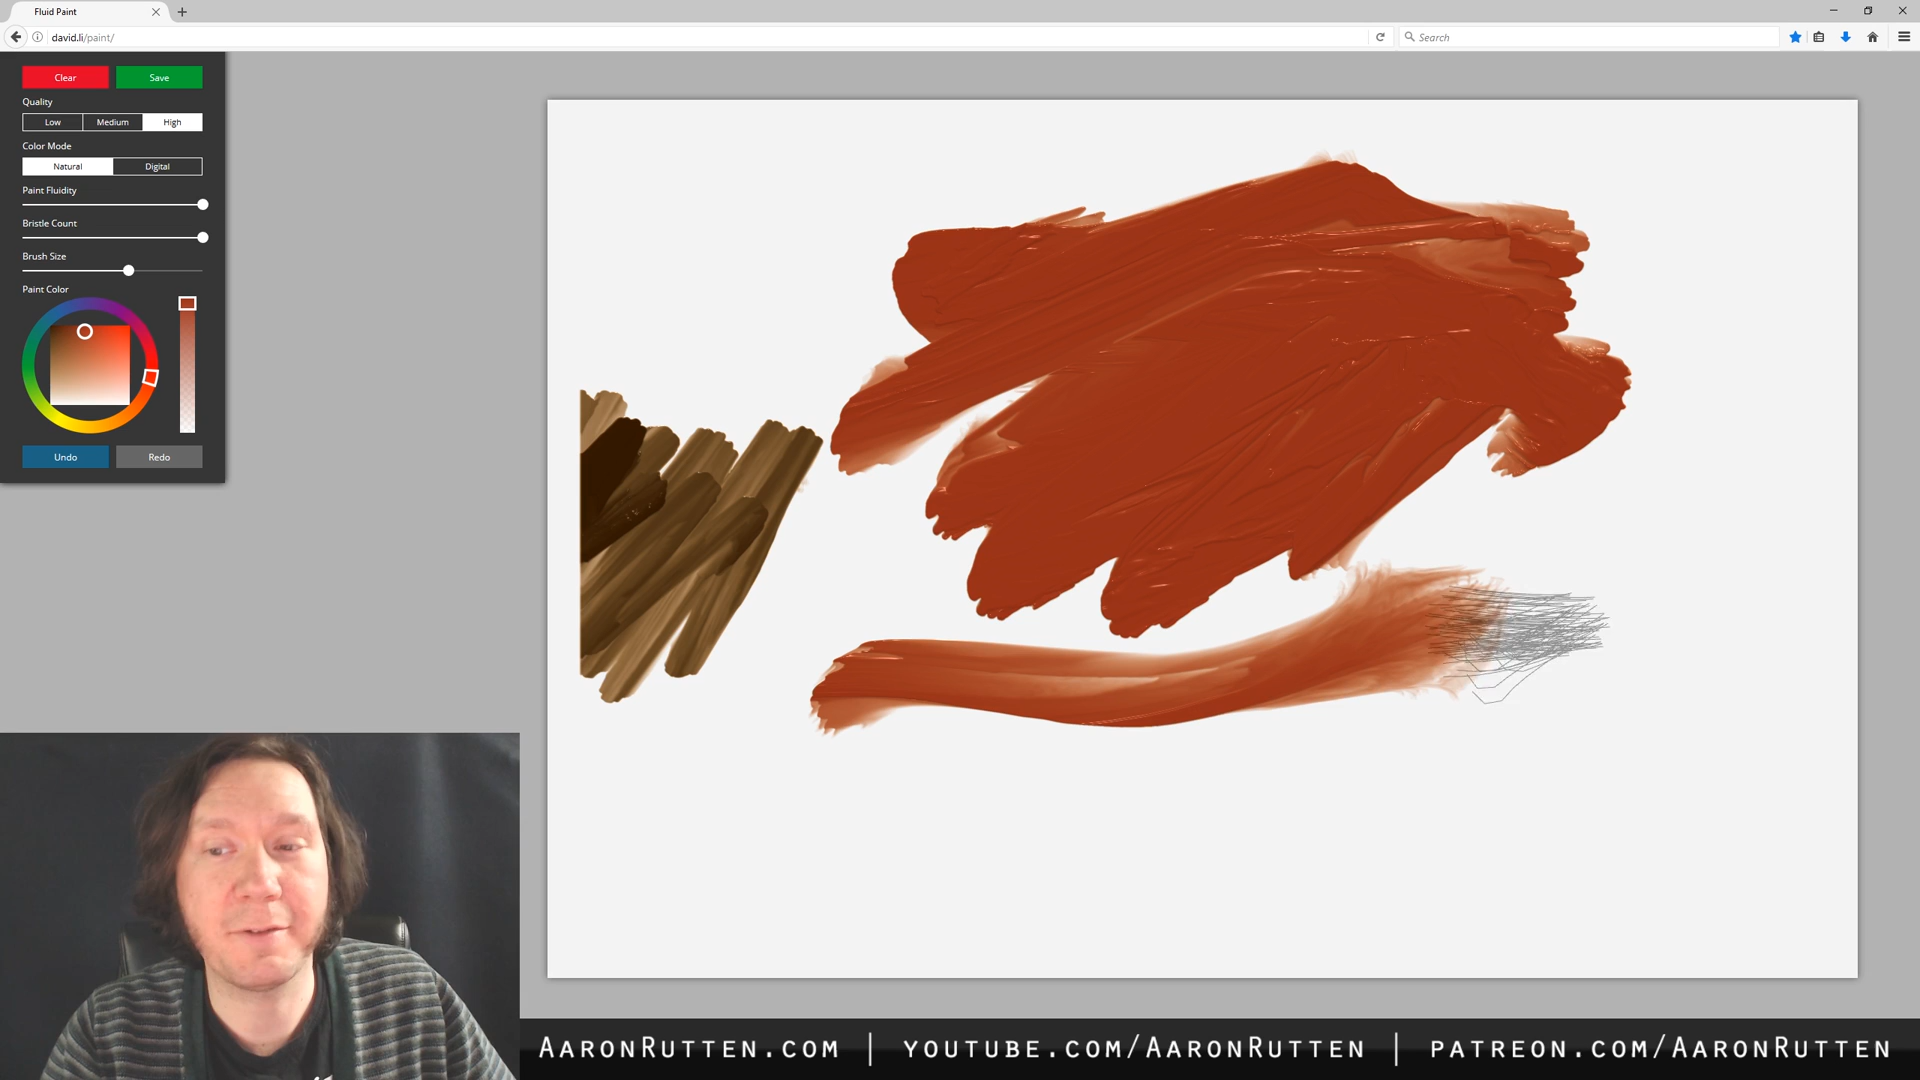 Fluid Paint
david.li/paint/
Search
Clear
Save
Quality
Low
Medium
High
Color Mode
Natural
Digital
Paint Fluidity
Bristle Count
Brush Size
Paint Color
Undo
Redo
AARONRUTTEN.COM | YOUTUBE.COM/AARONRUTTEN | PATREON.COM/AARONRUTTEN